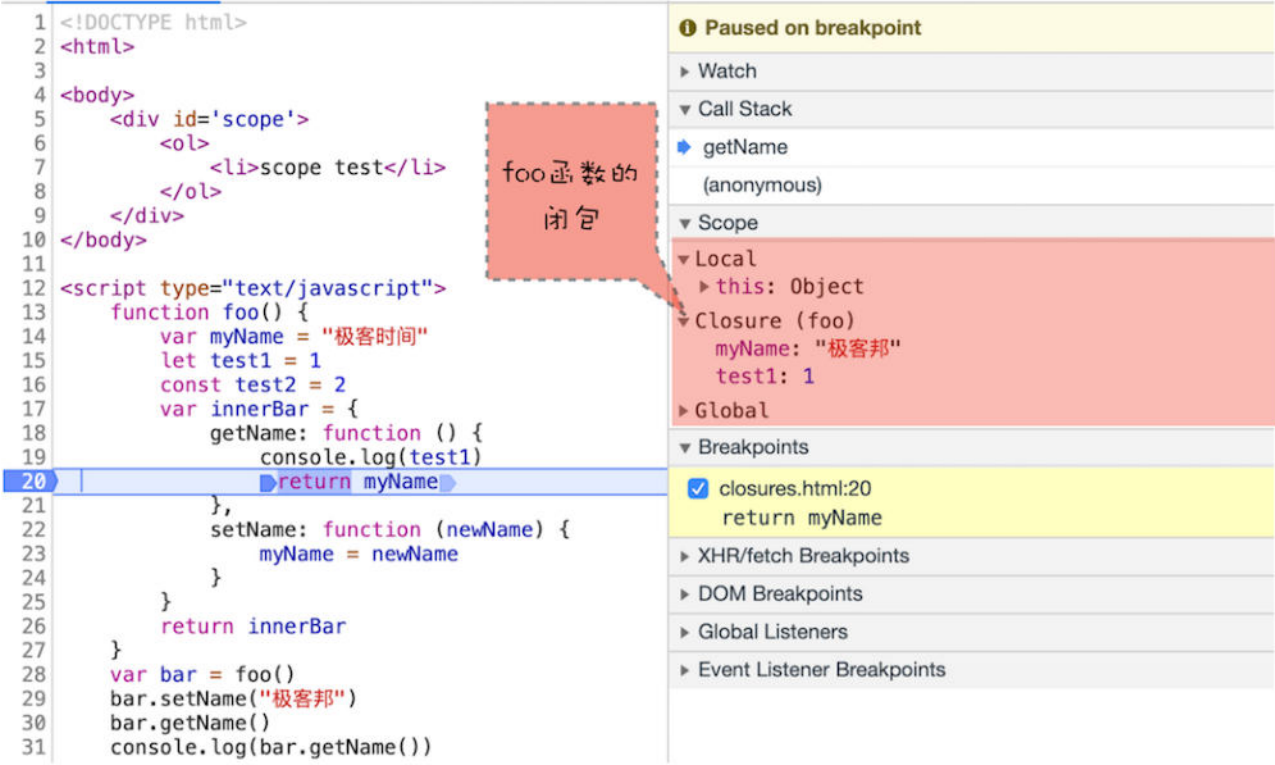 1 <!DOCTYPE html>
2 <html>
3
4 <body>
5     <div id='scope'>
6         <ol>
7             <li>scope test</li>
8         </ol>
9     </div>
10 </body>
11
12 <script type="text/javascript">
13     function foo() {
14         var myName = "极客时间"
15         let test1 = 1
16         const test2 = 2
17         var innerBar = {
18             getName: function () {
19                 console.log(test1)
20                 return myName
21             },
22             setName: function (newName) {
23                 myName = newName
24             }
25         }
26         return innerBar
27     }
28     var bar = foo()
29     bar.setName("极客邦")
30     bar.getName()
31     console.log(bar.getName())
foo函数的
闭包
Paused on breakpoint
Watch
Call Stack
getName
(anonymous)
Scope
Local
this: Object
Closure (foo)
myName: "极客邦"
test1: 1
Global
Breakpoints
closures.html:20
return myName
XHR/fetch Breakpoints
DOM Breakpoints
Global Listeners
Event Listener Breakpoints